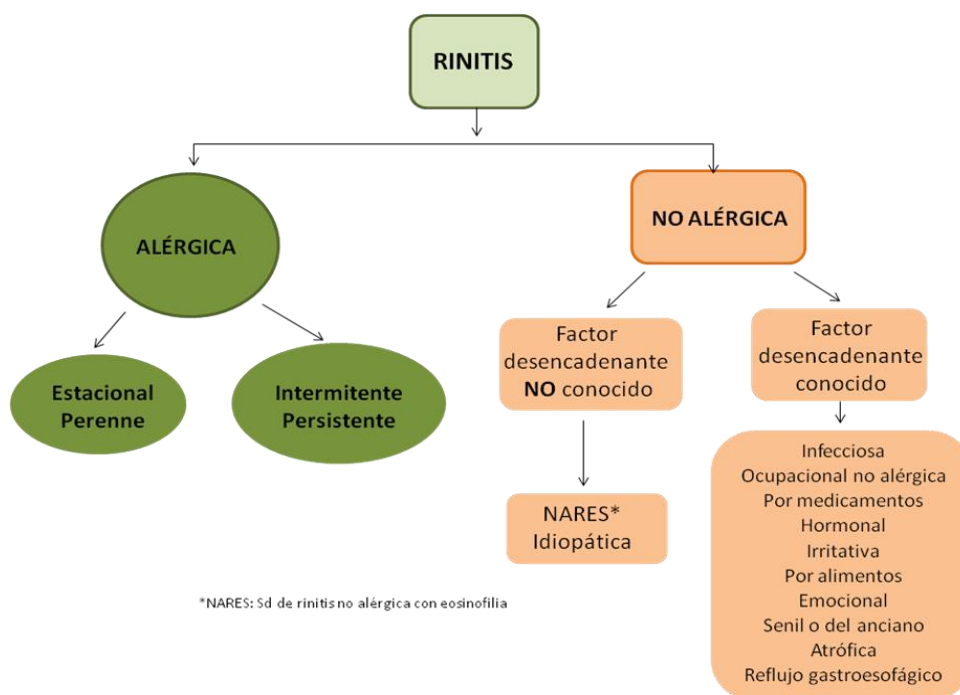 RINITIS
ALÉRGICA
NO ALÉRGICA
Estacional
Perenne
Intermitente
Persistente
Factor
desencadenante
NO conocido
Factor
desencadenante
conocido
NARES*
Idiopática
Infecciosa
Ocupacional no alérgica
Por medicamentos
Hormonal
Irritativa
Por alimentos
Emocional
Senil o del anciano
Atrófica
Reflujo gastroesofágico
*NARES: Sd de rinitis no alérgica con eosinofilia